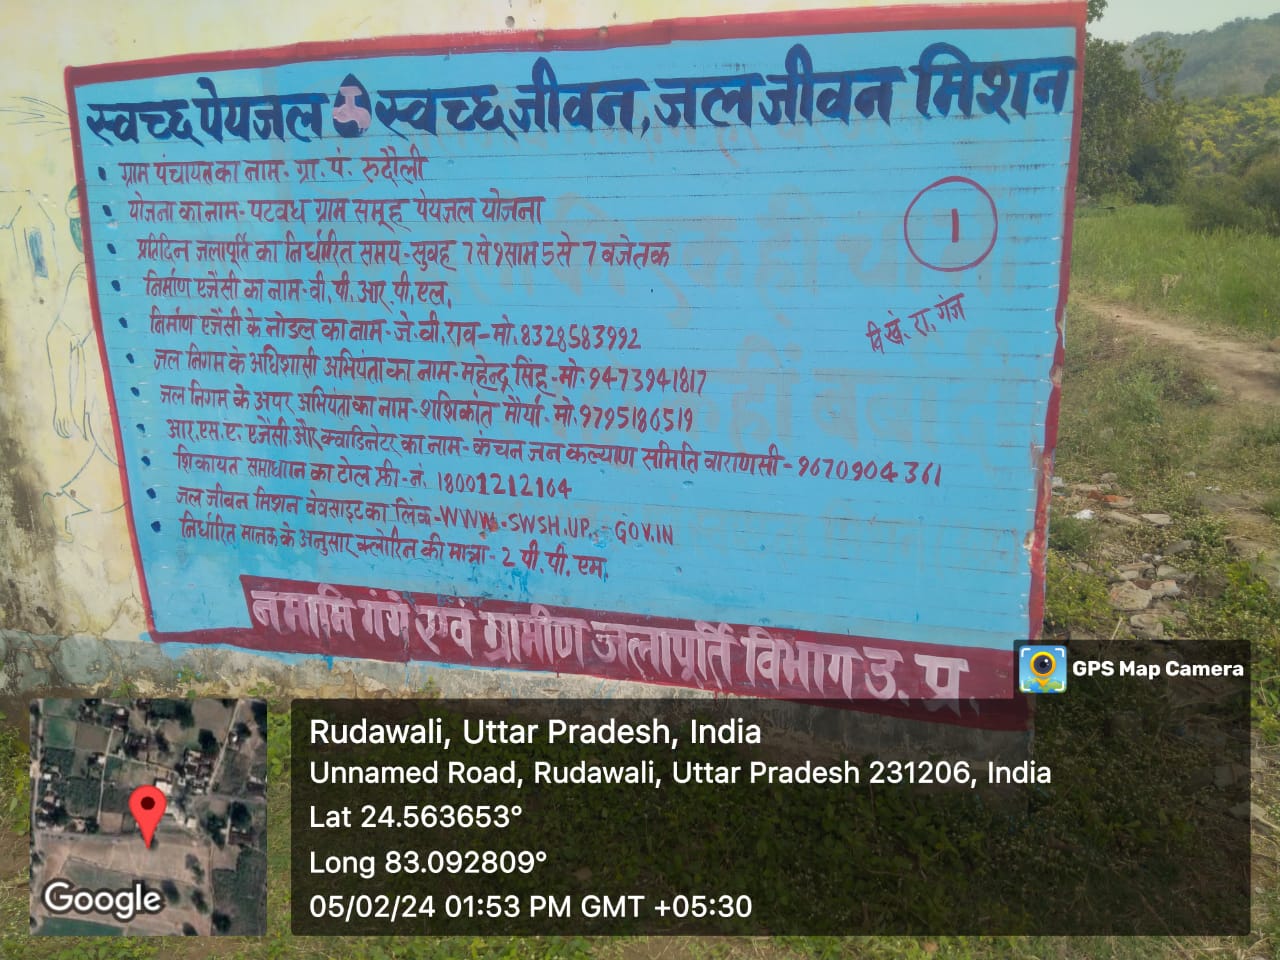 स्वच्छ पेयजल स्वच्छ जीवन, जल जीवन मिशन
• ग्राम पंचायत का नाम- ग्रा. पं. रुदौली
• योजना का नाम- पटवध ग्राम समूह पेयजल योजना
• प्रतिदिन जलापूर्ति का निर्धारित समय- सुवह 7 से 9 साम 5 से 7 बजे तक
• निर्माण एजेंसी का नाम- वी. पी. आर. पी. एल.
• निर्माण एजेंसी के नोडल का नाम- जे. वी. राव- मो. 8328583992
• जल निगम के अधिशासी अभियंता का नाम- महेन्द्र सिंह- मो. 9473941817
• जल निगम के अपर अभियंता का नाम- शशिकांत मौर्या- मो. 9795186519
• आर. एस. ए. एजेंसी और क्वाडिनेटर का नाम- कंचन जन कल्याण समिति वाराणसी- 9670904361
• शिकायत समाधान का टोल फ्री- नं. 18001212164
• जल जीवन मिशन वेवसाइट का लिंक- WWW.SWSH.UP. GOV.IN
• निर्धारित मानक के अनुसार क्लोरिन की मात्रा- 2 पी. पी. एम.
1
वि. खं. रा. गंज
नमामि गंगे एवं ग्रामीण जलापूर्ति विभाग उ. प्र.
GPS Map Camera
Rudawali, Uttar Pradesh, India
Unnamed Road, Rudawali, Uttar Pradesh 231206, India
Lat 24.563653°
Long 83.092809°
05/02/24 01:53 PM GMT +05:30
Google